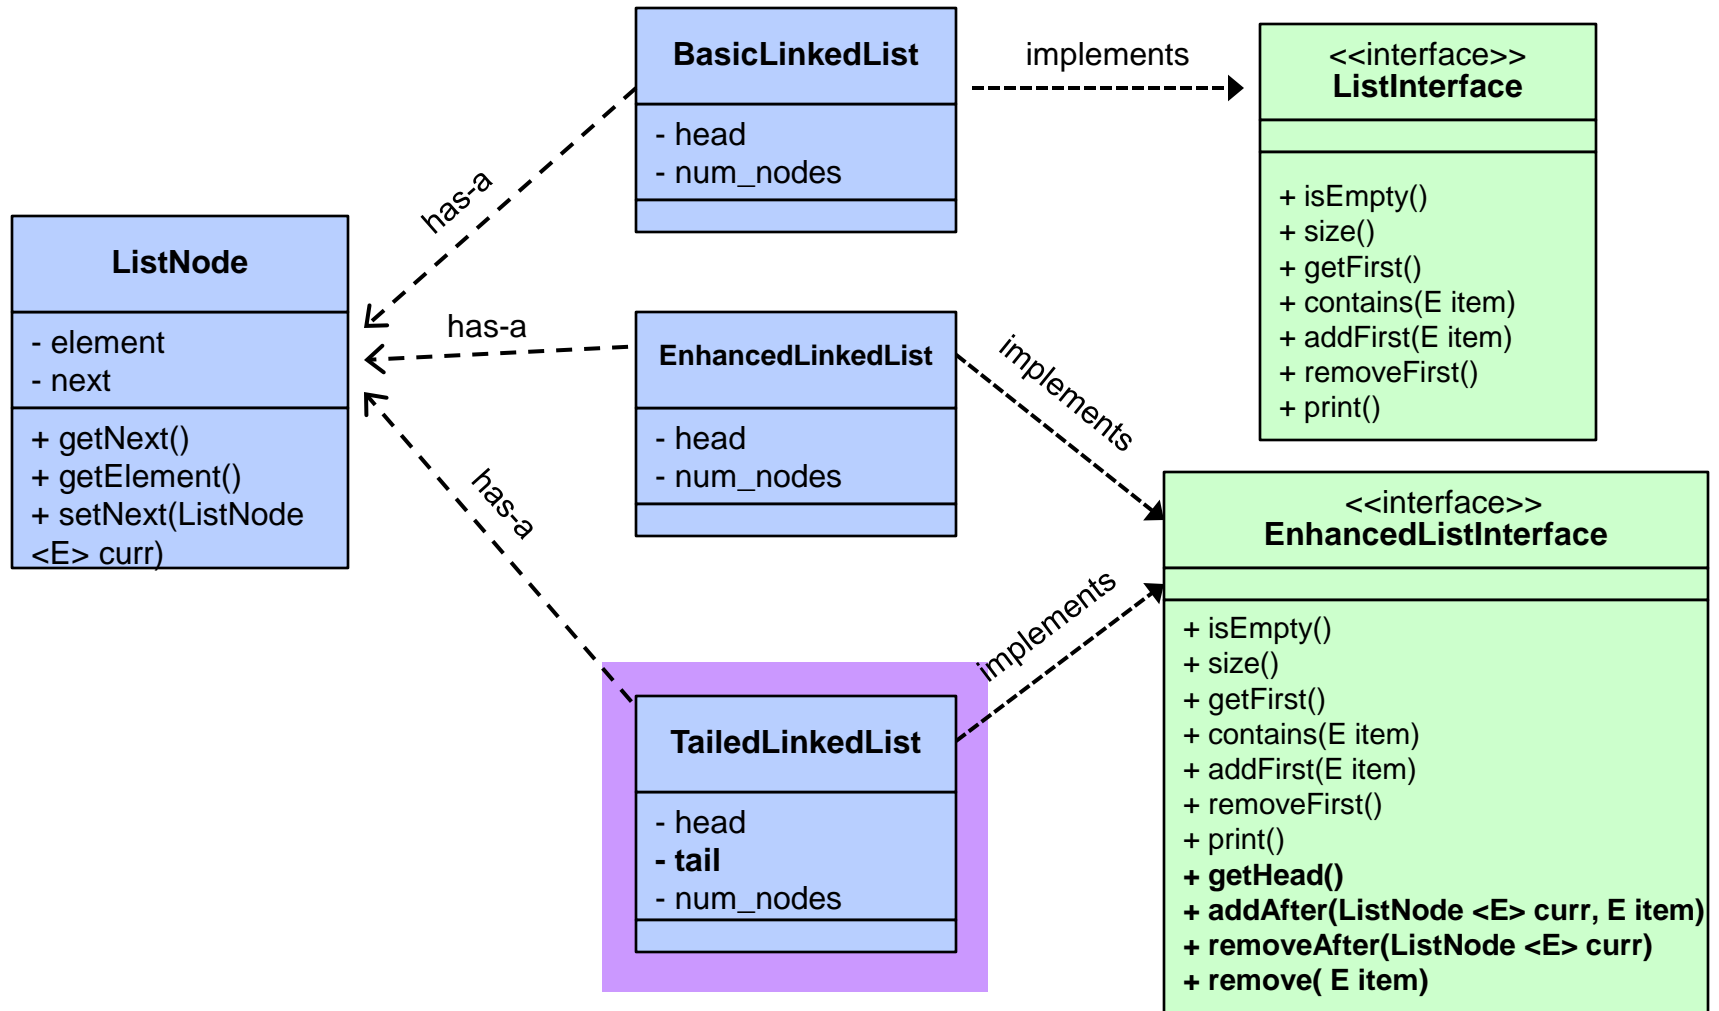 BasicLinkedList
- head
- num_nodes
implements
<<interface>>
ListInterface
+ isEmpty()
+ size()
+ getFirst()
+ contains(E item)
+ addFirst(E item)
+ removeFirst()
+ print()
has-a
ListNode
- element
- next
+ getNext()
+ getElement()
+ setNext(ListNode
<E> curr)
has-a
EnhancedLinkedList
- head
- num_nodes
implements
has-a
<<interface>>
EnhancedListInterface
+ isEmpty()
+ size()
+ getFirst()
+ contains(E item)
+ addFirst(E item)
+ removeFirst()
+ print()
+ getHead()
+ addAfter(ListNode <E> curr, E item)
+ removeAfter(ListNode <E> curr)
+ remove( E item)
implements
TailedLinkedList
- head
- tail
- num_nodes